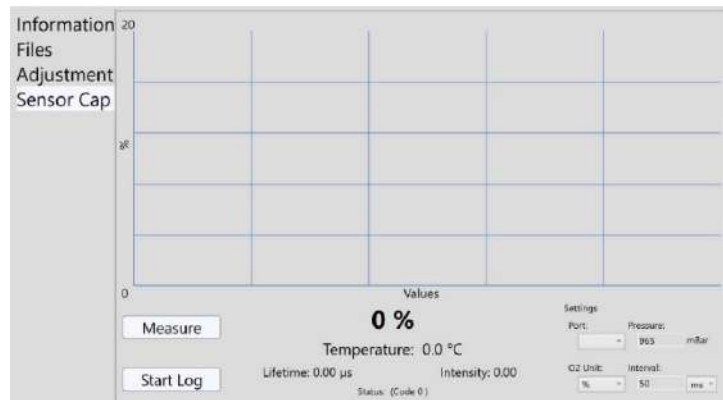 Information
Files
Adjustment
Sensor Cap
20
%
0
Values
Measure
Start Log
0 %
Temperature: 0.0 °C
Lifetime: 0.00 µs Intensity: 0.00
Status: (Code 0 )
Settings
Port: Pressure:
965 mBar
O2 Unit: Interval:
% 50 ms